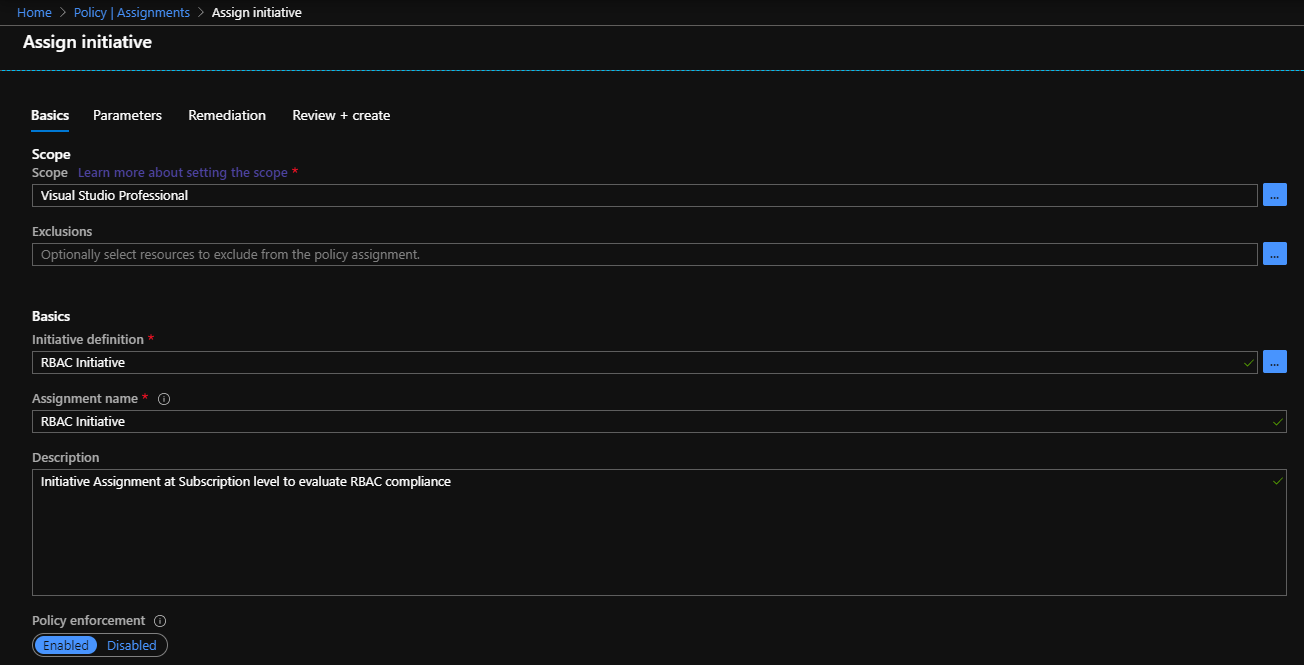 Home > Policy | Assignments > Assign initiative
Assign initiative
Basics Parameters Remediation Review + create
Scope
Scope Learn more about setting the scope *
Visual Studio Professional ...
Exclusions
Optionally select resources to exclude from the policy assignment. ...
Basics
Initiative definition *
RBAC Initiative ...
Assignment name *
RBAC Initiative
Description
Initiative Assignment at Subscription level to evaluate RBAC compliance
Policy enforcement
Enabled Disabled